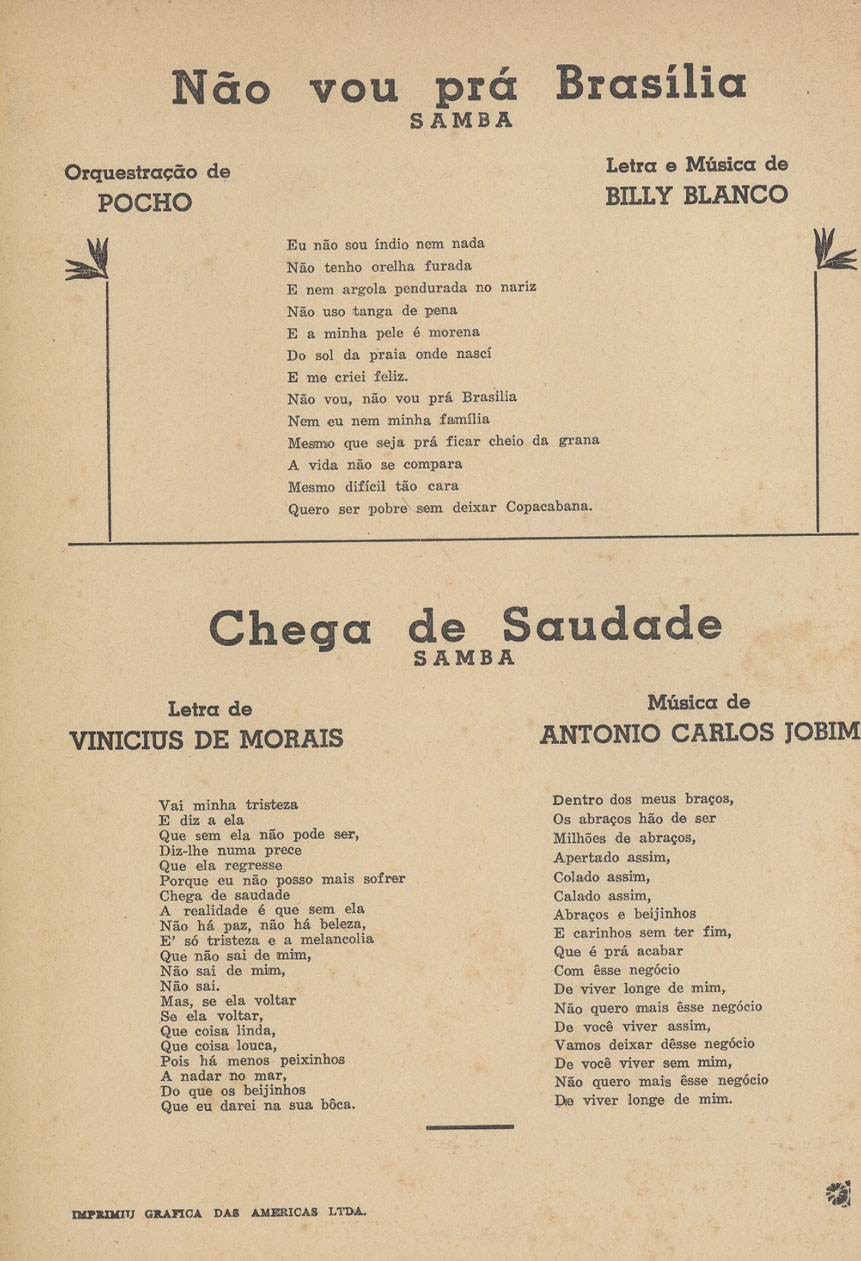 Não vou prá Brasília
SAMBA
Orquestração de
POCHO
Letra e Música de
BILLY BLANCO
Eu não sou índio nem nada
Não tenho orelha furada
E nem argola pendurada no nariz
Não uso tanga de pena
E a minha pele é morena
Do sol da praia onde nascí
E me criei feliz.
Não vou, não vou prá Brasilia
Nem eu nem minha família
Mesmo que seja prá ficar cheio da grana
A vida não se compara
Mesmo difícil tão cara
Quero ser pobre sem deixar Copacabana.
Chega de Saudade
SAMBA
Letra de
VINICIUS DE MORAIS
Música de
ANTONIO CARLOS JOBIM
Vai minha tristeza
E diz a ela
Que sem ela não pode ser,
Diz-lhe numa prece
Que ela regresse
Porque eu não posso mais sofrer
Chega de saudade
A realidade é que sem ela
Não há paz, não há beleza,
E' só tristeza e a melancolia
Que não sai de mim,
Não sai de mim,
Não sai.
Mas, se ela voltar
Se ela voltar,
Que coisa linda,
Que coisa louca,
Pois há menos peixinhos
A nadar no mar,
Do que os beijinhos
Que eu darei na sua bôca.
Dentro dos meus braços,
Os abraços hão de ser
Milhões de abraços,
Apertado assim,
Colado assim,
Calado assim,
Abraços e beijinhos
E carinhos sem ter fim,
Que é prá acabar
Com êsse negócio
De viver longe de mim,
Não quero mais êsse negócio
De você viver assim,
Vamos deixar dêsse negócio
De você viver sem mim,
Não quero mais êsse negócio
De viver longe de mim.
IMPRIMIU GRAFICA DAS AMERICAS LTDA.